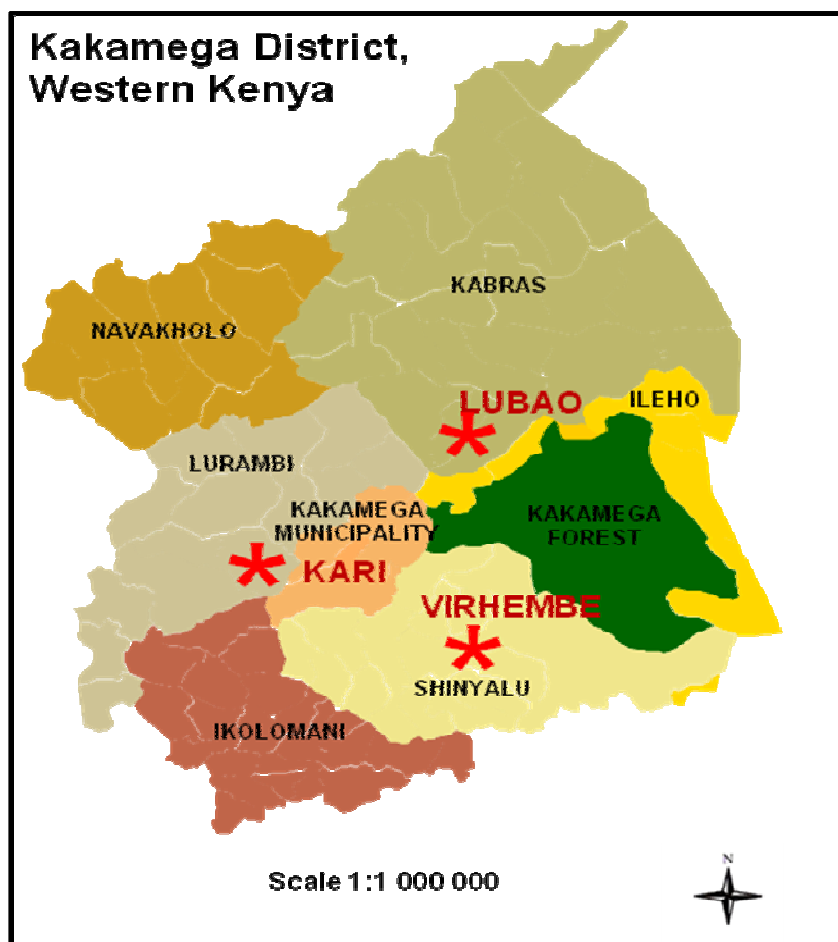 Kakamega District,
Western Kenya
KABRAS
NAVAKHOLO
LUBAO
ILEHO
LURAMBI
KAKAMEGA
MUNICIPALITY
KAKAMEGA
FOREST
KARI
VIRHEMBE
SHINYALU
IKOLOMANI
Scale 1:1 000 000
N